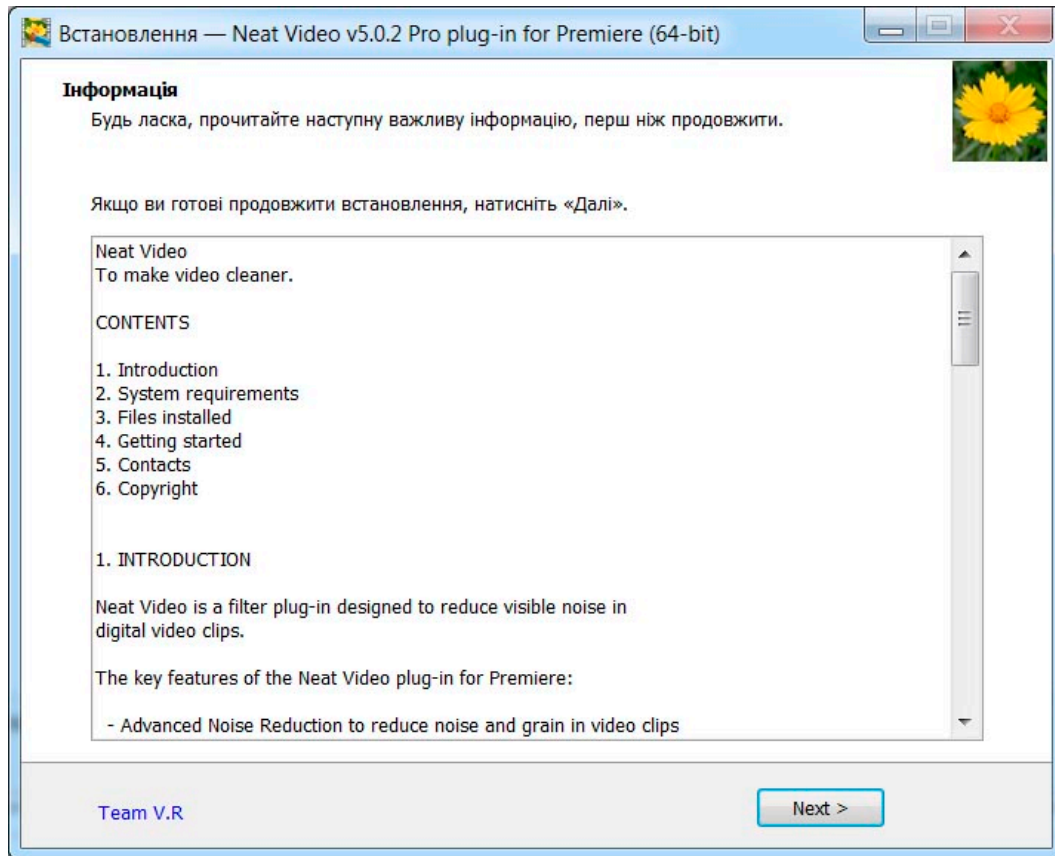 Встановлення — Neat Video v5.0.2 Pro plug-in for Premiere (64-bit)
Інформація
Будь ласка, прочитайте наступну важливу інформацію, перш ніж продовжити.
Якщо ви готові продовжити встановлення, натисніть «Далі».
Neat Video
To make video cleaner.
CONTENTS
1. Introduction
2. System requirements
3. Files installed
4. Getting started
5. Contacts
6. Copyright
1. INTRODUCTION
Neat Video is a filter plug-in designed to reduce visible noise in
digital video clips.
The key features of the Neat Video plug-in for Premiere:
- Advanced Noise Reduction to reduce noise and grain in video clips
Team V.R
Next >